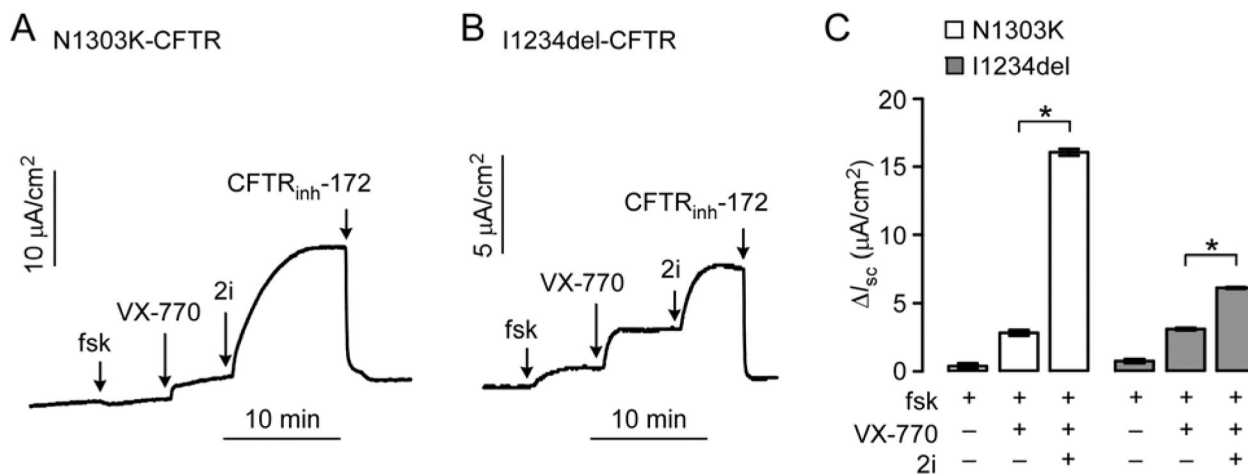 A N1303K-CFTR
10 μA/cm²
fsk
VX-770
2i
CFTRinh-172
10 min
B I1234del-CFTR
5 μA/cm²
fsk
VX-770
2i
CFTRinh-172
10 min
C
N1303K
I1234del
ΔIsc (μA/cm²)
20
15
10
5
0
*
*
fsk + + + + + +
VX-770 – + + – + +
2i – – + – – +